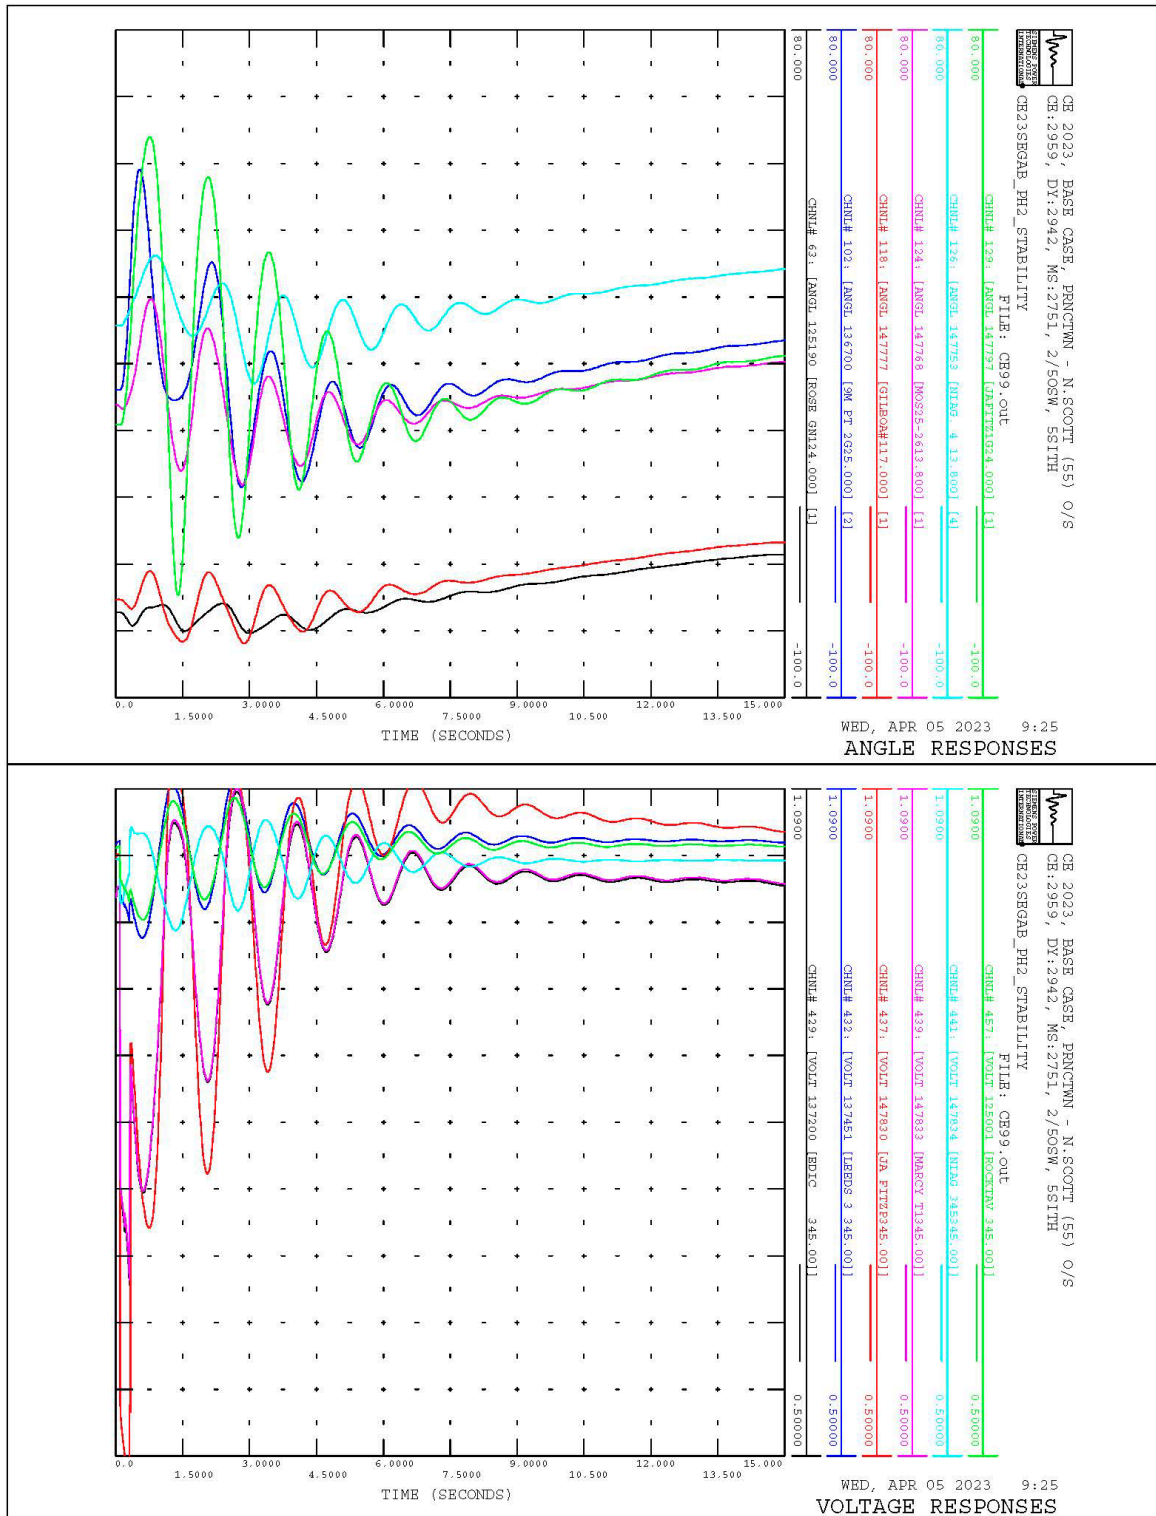 SIEMENS POWER
TECHNOLOGIES
INTERNATIONAL
CE 2023, BASE CASE, PRNCTWN - N.SCOTT (55) O/S
CE:2959, DY:2942, MS:2751, 2/5OSW, 5SITH
CE23SEGAB_PH2_STABILITY
FILE: CE99.out
CHNL# 129: [ANGL 147797 [JAFITZ1G24.000] [1]
80.000 -100.0
CHNL# 126: [ANGL 147753 [NIAG. 4 13.800] [4]
80.000 -100.0
CHNL# 124: [ANGL 147768 [MOS25-2613.800] [1]
80.000 -100.0
CHNL# 118: [ANGL 147777 [GILBOA#117.000] [1]
80.000 -100.0
CHNL# 102: [ANGL 136700 [9M PT 2G25.000] [2]
80.000 -100.0
CHNL# 63: [ANGL 125190 [ROSE GN124.000] [1]
80.000 -100.0
0.0 1.5000 3.0000 4.5000 6.0000 7.5000 9.0000 10.500 12.000 13.500 15.000
TIME (SECONDS)
WED, APR 05 2023 9:25
ANGLE RESPONSES
SIEMENS POWER
TECHNOLOGIES
INTERNATIONAL
CE 2023, BASE CASE, PRNCTWN - N.SCOTT (55) O/S
CE:2959, DY:2942, MS:2751, 2/5OSW, 5SITH
CE23SEGAB_PH2_STABILITY
FILE: CE99.out
CHNL# 457: [VOLT 125001 [ROCKTAV 345.00]]
1.0900 0.50000
CHNL# 441: [VOLT 147834 [NIAG 345345.00]]
1.0900 0.50000
CHNL# 439: [VOLT 147833 [MARCY T1345.00]]
1.0900 0.50000
CHNL# 437: [VOLT 147830 [JA FITZP345.00]]
1.0900 0.50000
CHNL# 432: [VOLT 137451 [LEEDS 3 345.00]]
1.0900 0.50000
CHNL# 429: [VOLT 137200 [EDIC 345.00]]
1.0900 0.50000
0.0 1.5000 3.0000 4.5000 6.0000 7.5000 9.0000 10.500 12.000 13.500 15.000
TIME (SECONDS)
WED, APR 05 2023 9:25
VOLTAGE RESPONSES